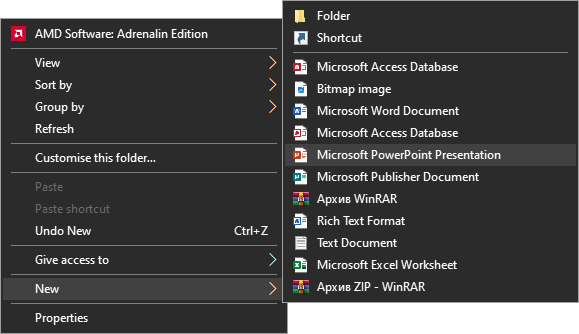 AMD Software: Adrenalin Edition
View
Sort by
Group by
Refresh
Customise this folder...
Paste
Paste shortcut
Undo New Ctrl+Z
Give access to
New
Properties
Folder
Shortcut
Microsoft Access Database
Bitmap image
Microsoft Word Document
Microsoft Access Database
Microsoft PowerPoint Presentation
Microsoft Publisher Document
Архив WinRAR
Rich Text Format
Text Document
Microsoft Excel Worksheet
Архив ZIP - WinRAR